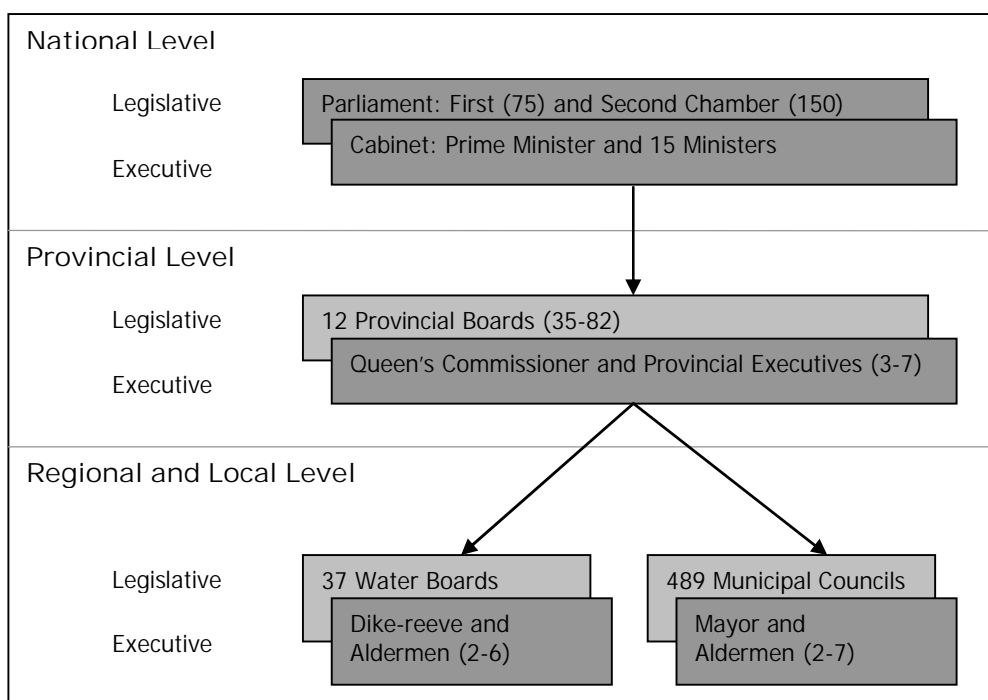 National Level
Legislative
Parliament: First (75) and Second Chamber (150)
Cabinet: Prime Minister and 15 Ministers
Executive
Provincial Level
Legislative
12 Provincial Boards (35-82)
Queen's Commissioner and Provincial Executives (3-7)
Executive
Regional and Local Level
Legislative
37 Water Boards
489 Municipal Councils
Executive
Dike-reeve and
Aldermen (2-6)
Mayor and
Aldermen (2-7)